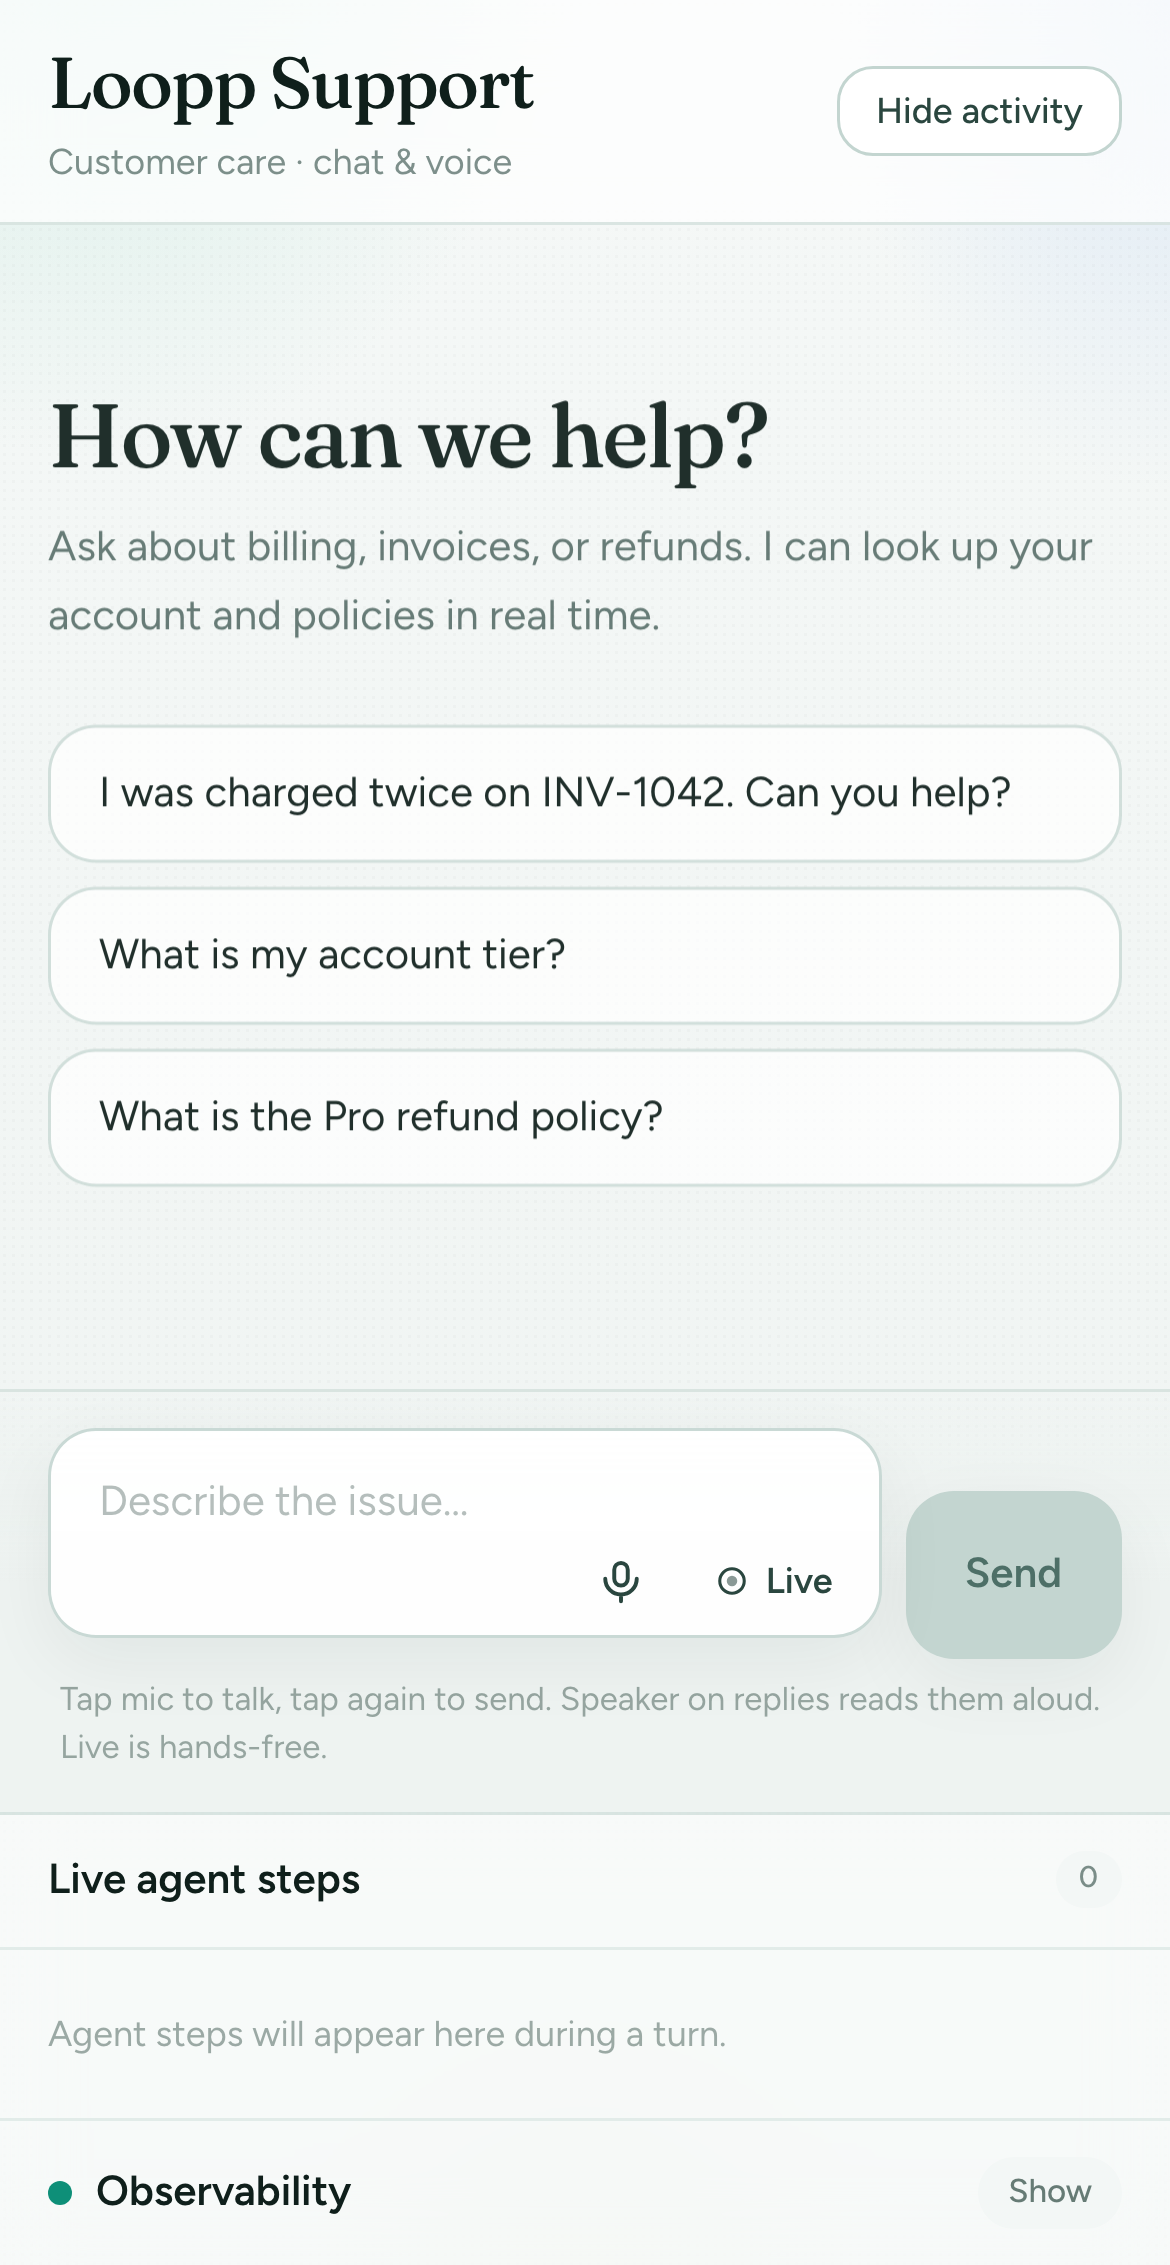 Loopp Support
Customer care · chat & voice
Hide activity
How can we help?
Ask about billing, invoices, or refunds. I can look up your
account and policies in real time.
I was charged twice on INV-1042. Can you help?
What is my account tier?
What is the Pro refund policy?
Describe the issue...
Live
Send
Tap mic to talk, tap again to send. Speaker on replies reads them aloud.
Live is hands-free.
Live agent steps
0
Agent steps will appear here during a turn.
Observability
Show